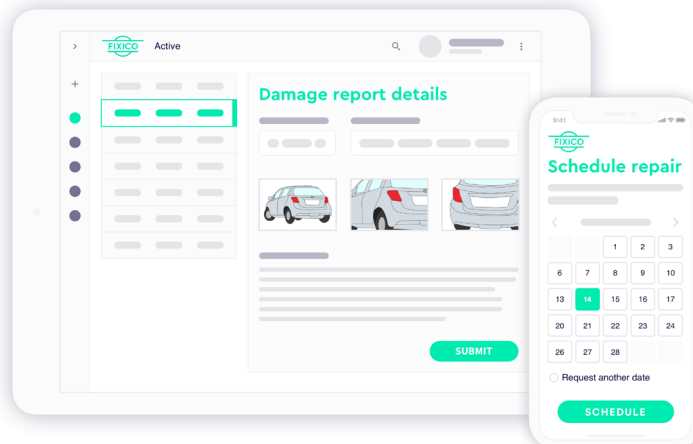 FIXICO
Active
Damage report details
SUBMIT
9:41
FIXICO
Schedule repair
1 2 3
6 7 8 9 10
13 14 15 16 17
20 21 22 23 24
26 27 28
Request another date
SCHEDULE